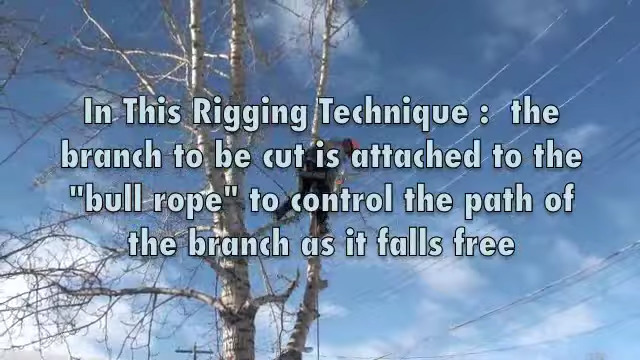 In This Rigging Technique :  the
branch to be cut is attached to the
"bull rope" to control the path of
the branch as it falls free